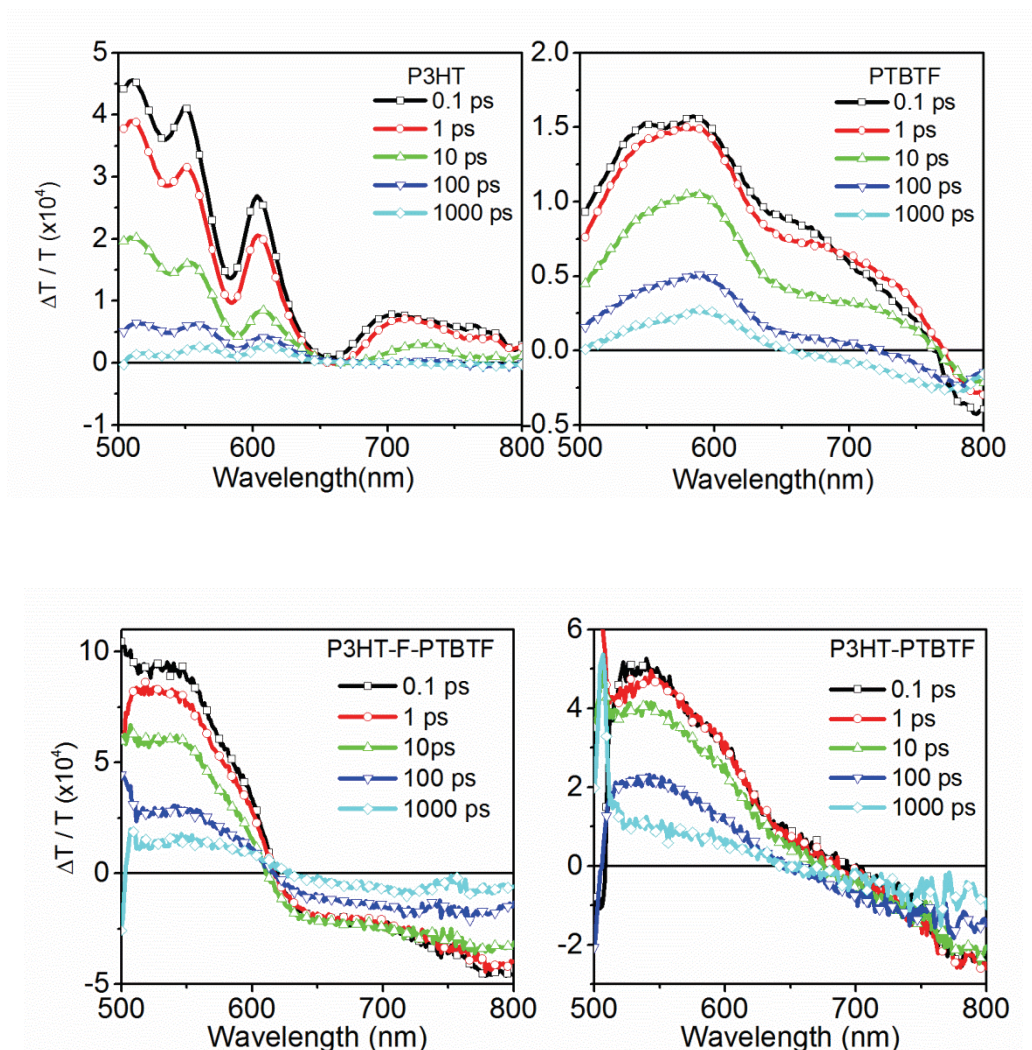 P3HT
0.1 ps
1 ps
10 ps
100 ps
1000 ps
5
4
3
2
1
0
-1
ΔT / T (x10⁴)
500 600 700 800
Wavelength(nm)
PTBTF
0.1 ps
1 ps
10 ps
100 ps
1000 ps
2.0
1.5
1.0
0.5
0.0
-0.5
500 600 700 800
Wavelength(nm)
P3HT-F-PTBTF
0.1 ps
1 ps
10ps
100 ps
1000 ps
10
5
0
-5
ΔT / T (x10⁴)
500 600 700 800
Wavelength (nm)
P3HT-PTBTF
0.1 ps
1 ps
10 ps
100 ps
1000 ps
6
4
2
0
-2
500 600 700 800
Wavelength (nm)